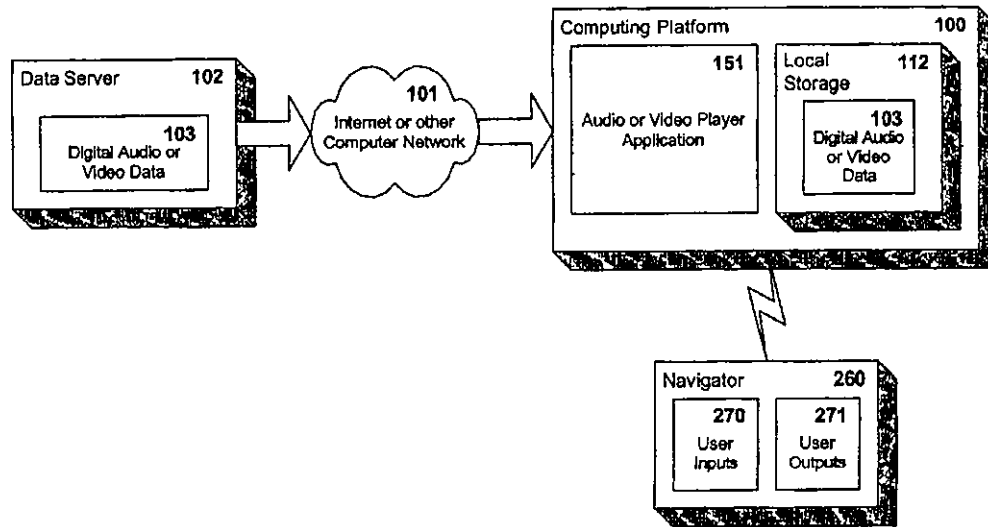 Data Server 102
103
Digital Audio or
Video Data
101
Internet or other
Computer Network
Computing Platform 100
151
Audio or Video Player
Application
Local 112
Storage
103
Digital Audio
or Video
Data
Navigator 260
270
User
Inputs
271
User
Outputs